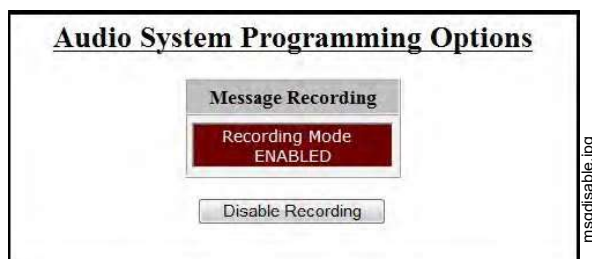 Audio System Programming Options
Message Recording
Recording Mode
ENABLED
Disable Recording
msgdisable.jpg